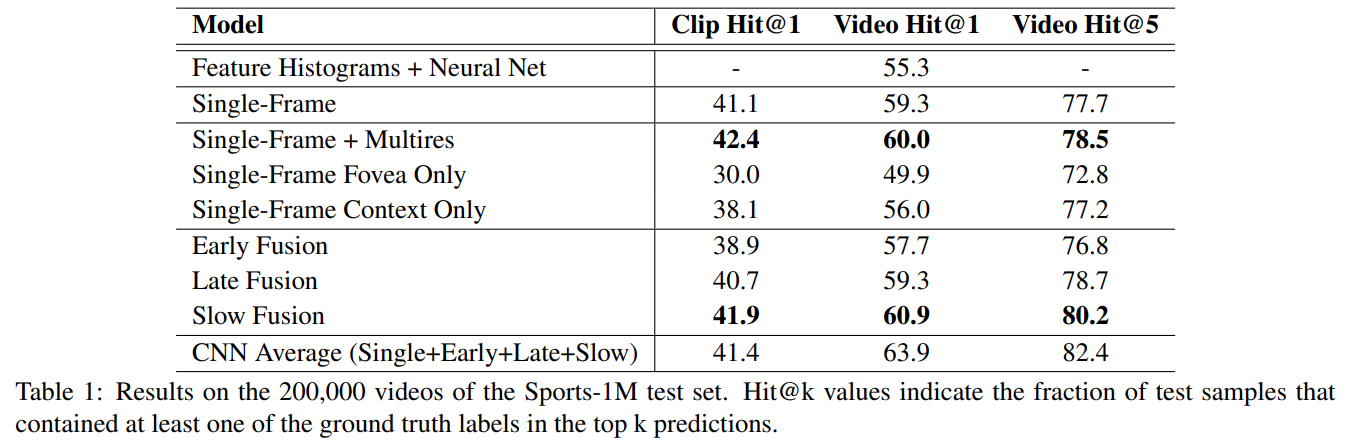 Model Clip Hit@1 Video Hit@1 Video Hit@5
Feature Histograms + Neural Net - 55.3 -
Single-Frame 41.1 59.3 77.7
Single-Frame + Multires 42.4 60.0 78.5
Single-Frame Fovea Only 30.0 49.9 72.8
Single-Frame Context Only 38.1 56.0 77.2
Early Fusion 38.9 57.7 76.8
Late Fusion 40.7 59.3 78.7
Slow Fusion 41.9 60.9 80.2
CNN Average (Single+Early+Late+Slow) 41.4 63.9 82.4
Table 1: Results on the 200,000 videos of the Sports-1M test set. Hit@k values indicate the fraction of test samples that
contained at least one of the ground truth labels in the top k predictions.